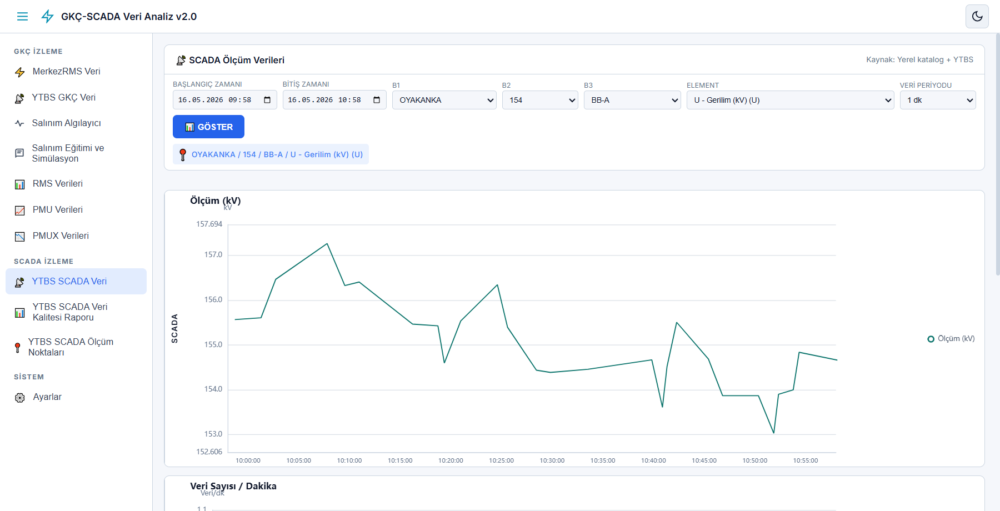 GKÇ-SCADA Veri Analiz v2.0
GKÇ İZLEME
MerkezRMS Veri
YTBS GKÇ Veri
Salınım Algılayıcı
Salınım Eğitimi ve
Simülasyon
RMS Verileri
PMU Verileri
PMUX Verileri
SCADA İZLEME
YTBS SCADA Veri
YTBS SCADA Veri
Kalitesi Raporu
YTBS SCADA Ölçüm
Noktaları
SİSTEM
Ayarlar
SCADA Ölçüm Verileri
Kaynak: Yerel katalog + YTBS
BAŞLANGIÇ ZAMANI BİTİŞ ZAMANI B1 B2 B3 ELEMENT VERİ PERİYODU
16.05.2026 09:58 16.05.2026 10:58 OYAKANKA 154 BB-A U - Gerilim (kV) (U) 1 dk
GÖSTER
OYAKANKA / 154 / BB-A / U - Gerilim (kV) (U)
Ölçüm (kV)
kV
157.694
157.0
156.0
155.0
154.0
153.0
152.606
SCADA
10:00:00 10:05:00 10:10:00 10:15:00 10:20:00 10:25:00 10:30:00 10:35:00 10:40:00 10:45:00 10:50:00 10:55:00
Ölçüm (kV)
Veri Sayısı / Dakika
Veri/dk
1.1